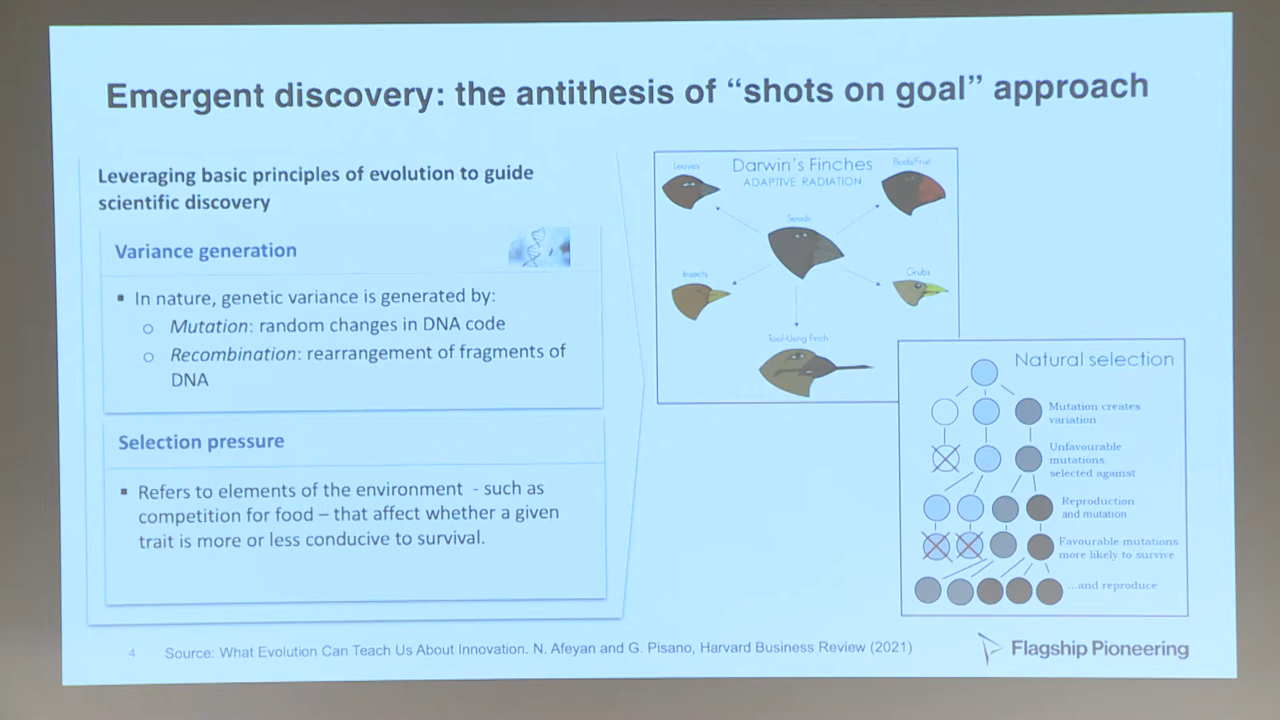 Emergent discovery: the antithesis of “shots on goal” approach
Leveraging basic principles of evolution to guide
scientific discovery
Variance generation
▪ In nature, genetic variance is generated by:
o Mutation: random changes in DNA code
o Recombination: rearrangement of fragments of
DNA
Selection pressure
▪ Refers to elements of the environment - such as
competition for food – that affect whether a given
trait is more or less conducive to survival.
Darwin's Finches
ADAPTIVE RADIATION
Leaves
Buds/Fruit
Seeds
Insects
Grubs
Tool-Using Finch
Natural selection
Mutation creates
variation
Unfavourable
mutations
selected against
Reproduction
and mutation
Favourable mutations
more likely to survive
...and reproduce
4
Source: What Evolution Can Teach Us About Innovation. N. Afeyan and G. Pisano, Harvard Business Review (2021)
Flagship Pioneering